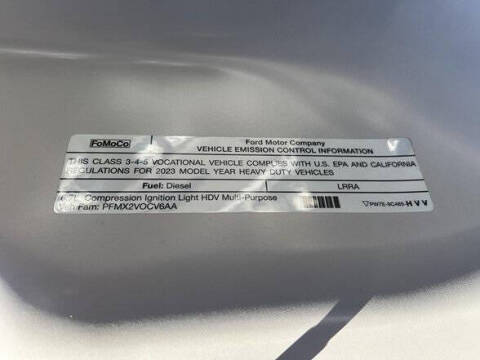 FoMoCo
Ford Motor Company
VEHICLE EMISSION CONTROL INFORMATION
THIS CLASS 3-4-5 VOCATIONAL VEHICLE COMPLIES WITH U.S. EPA AND CALIFORNIA
REGULATIONS FOR 2023 MODEL YEAR HEAVY DUTY VEHICLES
Fuel: Diesel LRRA
Compression Ignition Light HDV Multi-Purpose
Fam: PFMX2VOCV6AA
HVV